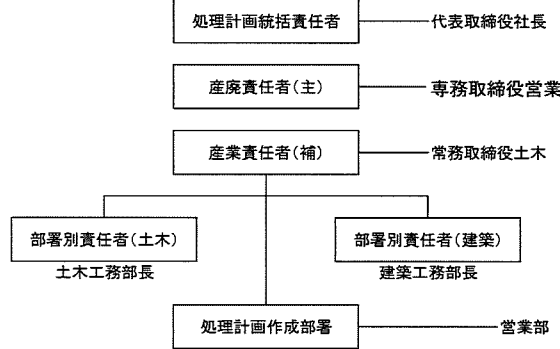 処理計画統括責任者 代表取締役社長
産廃責任者(主) 専務取締役営業
産業責任者(補) 常務取締役土木
部署別責任者(土木) 部署別責任者(建築)
土木工務部長 建築工務部長
処理計画作成部署 営業部